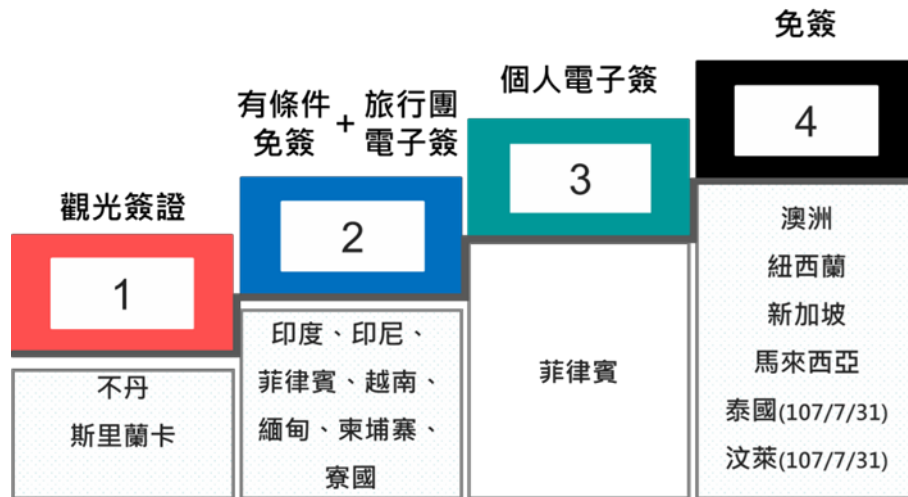 觀光簽證
1
不丹
斯里蘭卡
有條件
免簽
+
旅行團
電子簽
2
印度、印尼、
菲律賓、越南、
緬甸、柬埔寨、
寮國
個人電子簽
3
菲律賓
免簽
4
澳洲
紐西蘭
新加坡
馬來西亞
泰國(107/7/31)
汶萊(107/7/31)